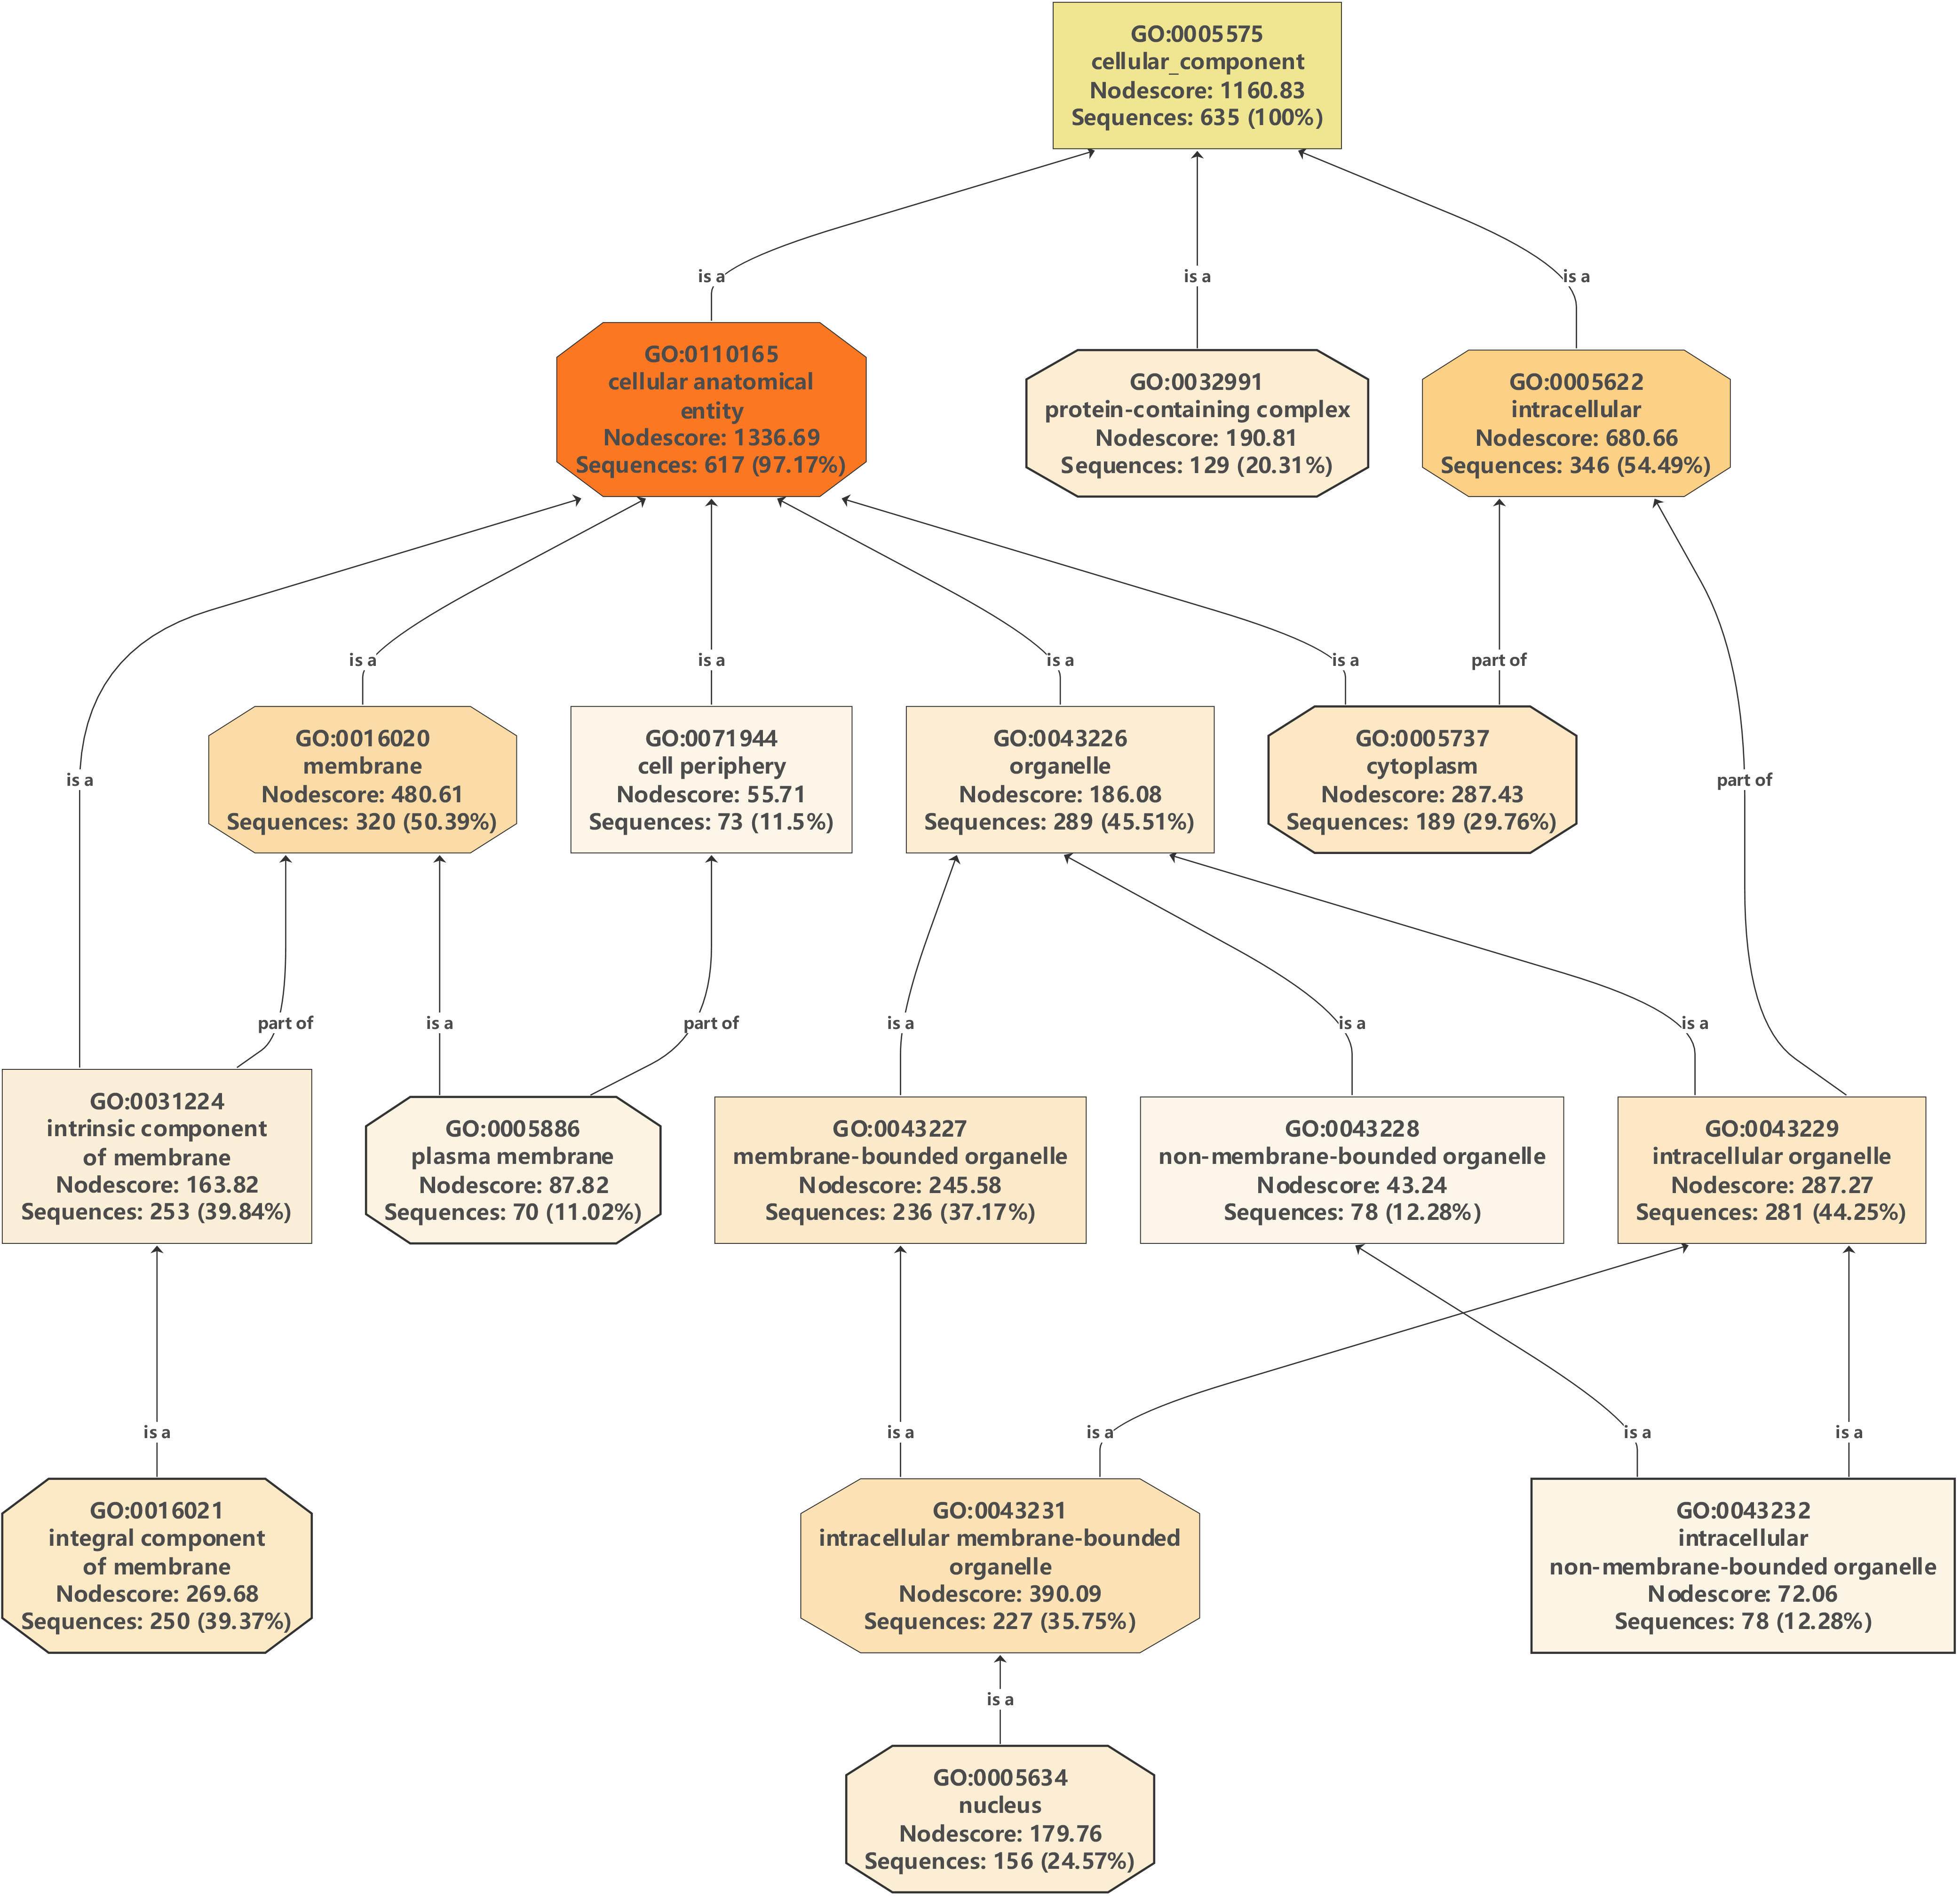 GO:0005575
cellular_component
Nodescore: 1160.83
Sequences: 635 (100%)
is a
is a
is a
GO:0110165
cellular anatomical
entity
Nodescore: 1336.69
Sequences: 617 (97.17%)
GO:0032991
protein-containing complex
Nodescore: 190.81
Sequences: 129 (20.31%)
GO:0005622
intracellular
Nodescore: 680.66
Sequences: 346 (54.49%)
is a
is a
is a
is a
part of
is a
part of
GO:0016020
membrane
Nodescore: 480.61
Sequences: 320 (50.39%)
GO:0071944
cell periphery
Nodescore: 55.71
Sequences: 73 (11.5%)
GO:0043226
organelle
Nodescore: 186.08
Sequences: 289 (45.51%)
GO:0005737
cytoplasm
Nodescore: 287.43
Sequences: 189 (29.76%)
part of
is a
part of
is a
is a
is a
GO:0031224
intrinsic component
of membrane
Nodescore: 163.82
Sequences: 253 (39.84%)
GO:0005886
plasma membrane
Nodescore: 87.82
Sequences: 70 (11.02%)
GO:0043227
membrane-bounded organelle
Nodescore: 245.58
Sequences: 236 (37.17%)
GO:0043228
non-membrane-bounded organelle
Nodescore: 43.24
Sequences: 78 (12.28%)
GO:0043229
intracellular organelle
Nodescore: 287.27
Sequences: 281 (44.25%)
is a
is a
is a
is a
is a
GO:0016021
integral component
of membrane
Nodescore: 269.68
Sequences: 250 (39.37%)
GO:0043231
intracellular membrane-bounded
organelle
Nodescore: 390.09
Sequences: 227 (35.75%)
GO:0043232
intracellular
non-membrane-bounded organelle
Nodescore: 72.06
Sequences: 78 (12.28%)
is a
GO:0005634
nucleus
Nodescore: 179.76
Sequences: 156 (24.57%)